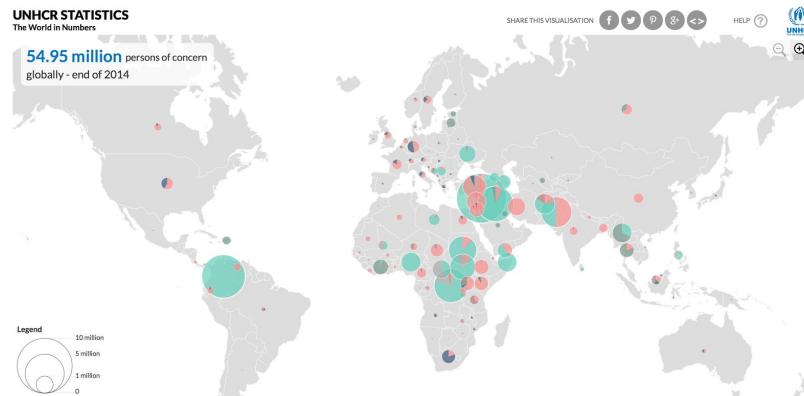 UNHCR STATISTICS
The World in Numbers
SHARE THIS VISUALISATION
HELP ?
54.95 million persons of concern
globally - end of 2014
Legend
10 million
5 million
1 million
0